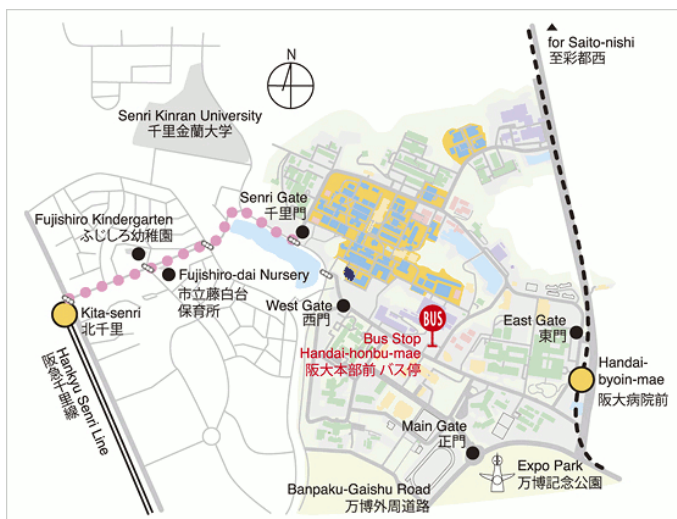 for Saito-nishi
至彩都西
N
Senri Kinran University
千里金蘭大学
Senri Gate
千里門
Fujishiro Kindergarten
ふじしろ幼稚園
Fujishiro-dai Nursery
市立藤白台
保育所
Kita-senri
北千里
Hankyu Senri Line
阪急千里線
West Gate
西門
BUS
Bus Stop
Handai-honbu-mae
阪大本部前 バス停
East Gate
東門
Handai-
byoin-mae
阪大病院前
Main Gate
正門
Expo Park
万博記念公園
Banpaku-Gaishu Road
万博外周道路